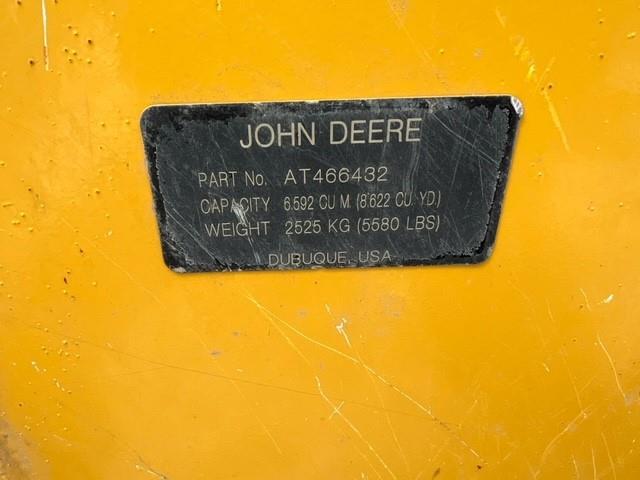 JOHN DEERE
PART No. AT466432
CAPACITY 6.592 CU M. (8.622 CU. YD.)
WEIGHT 2525 KG (5580 LBS)
DUBUQUE, USA